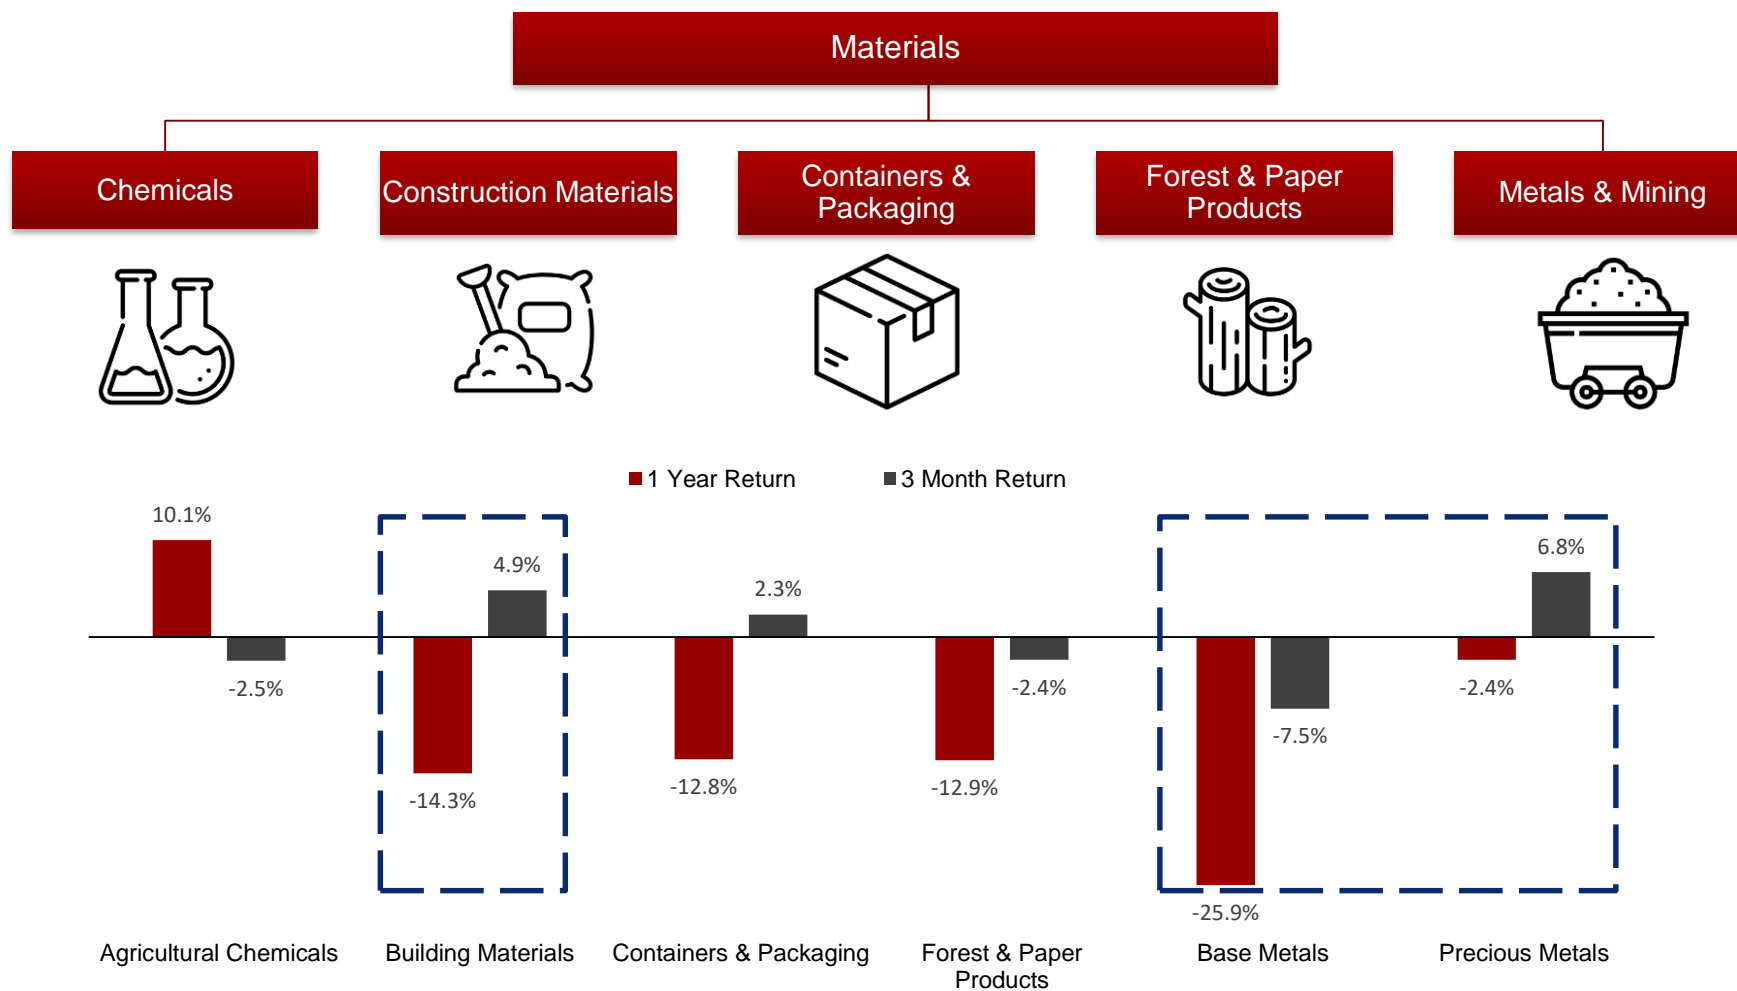 Materials
Chemicals
Construction Materials
Containers &
Packaging
Forest & Paper
Products
Metals & Mining
1 Year Return
3 Month Return
10.1%
-2.5%
-14.3%
4.9%
-12.8%
2.3%
-12.9%
-2.4%
-25.9%
-7.5%
-2.4%
6.8%
Agricultural Chemicals
Building Materials
Containers & Packaging
Forest & Paper
Products
Base Metals
Precious Metals